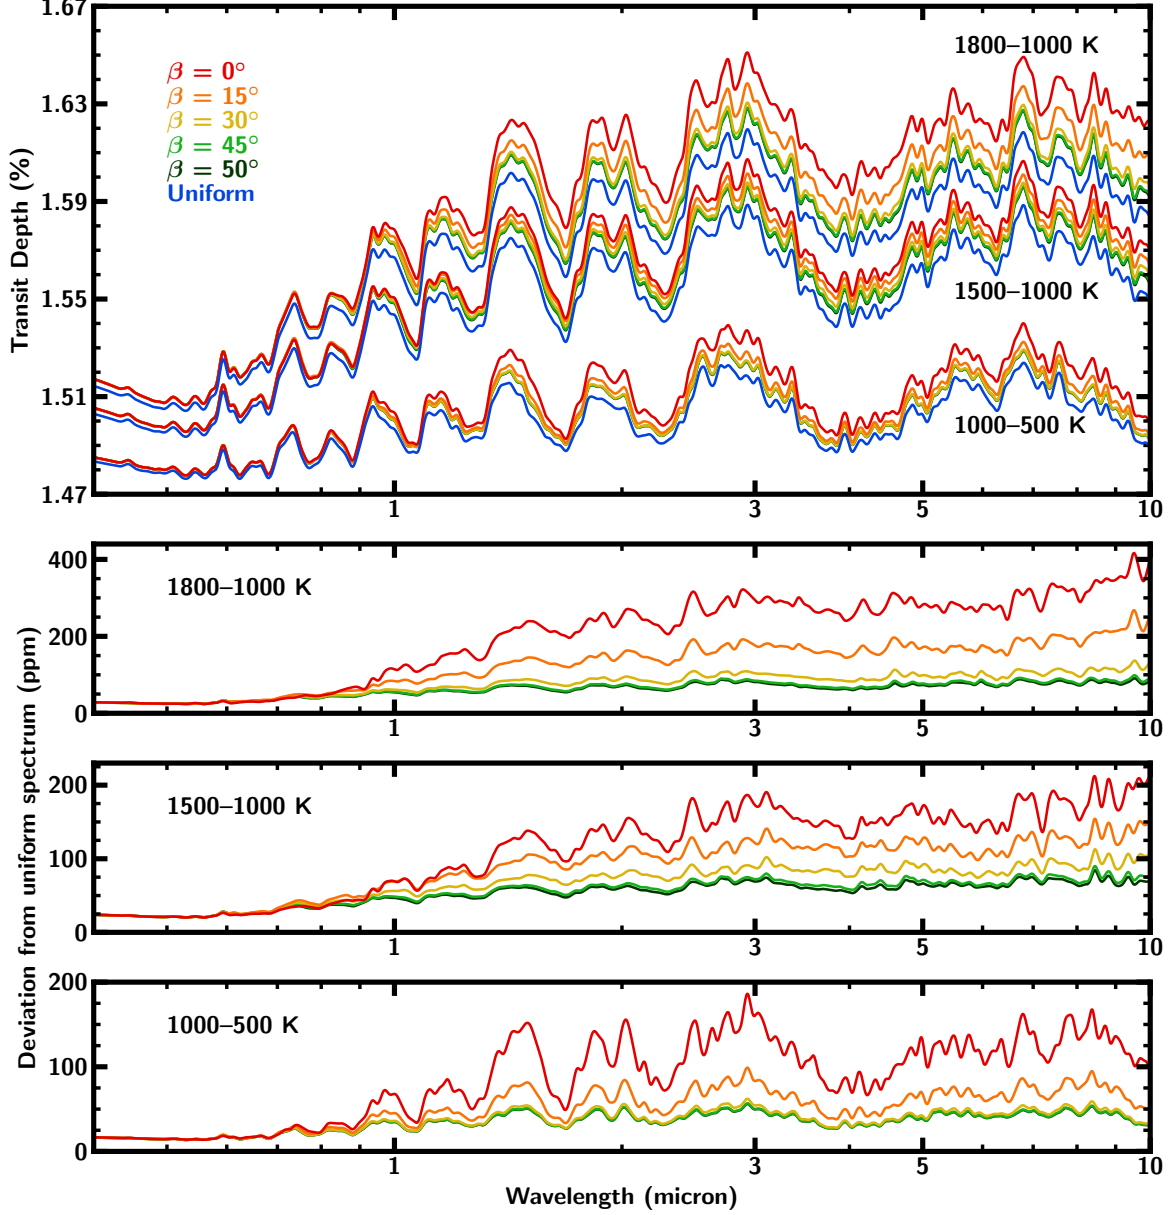 Transit Depth (%)
1.67
1.63
1.59
1.55
1.51
1.47
β = 0°
β = 15°
β = 30°
β = 45°
β = 50°
Uniform
1800–1000 K
1500–1000 K
1000–500 K
1
3
5
10
Deviation from uniform spectrum (ppm)
400
200
0
1800–1000 K
1
3
5
10
200
100
0
1500–1000 K
1
3
5
10
200
100
0
1000–500 K
1
3
5
10
Wavelength (micron)